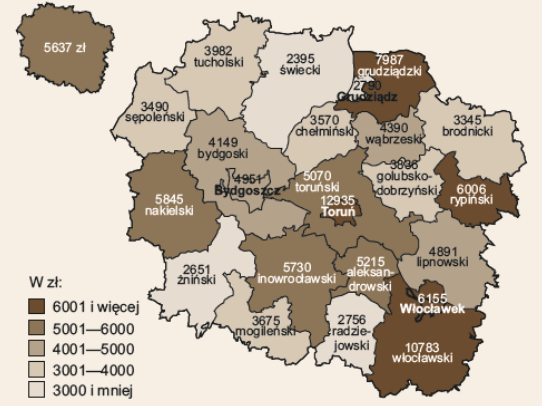 5637 zł
3982
tucholski
2395
świecki
7987
grudziądzki
2790
Grudziądz
3490
sępoleński
3570
chełmiński
4390
wąbrzeski
3345
brodnicki
4149
bydgoski
4951
Bydgoszcz
5070
toruński
3836
golubsko-
dobrzyński
6006
rypiński
5845
nakielski
12935
Toruń
4891
lipnowski
2651
żniński
5730
inowrocławski
5215
aleksan-
drowski
6155
Włocławek
3675
mogileński
2756
radzie-
jowski
10783
włocławski
W zł:
6001 i więcej
5001—6000
4001—5000
3001—4000
3000 i mniej